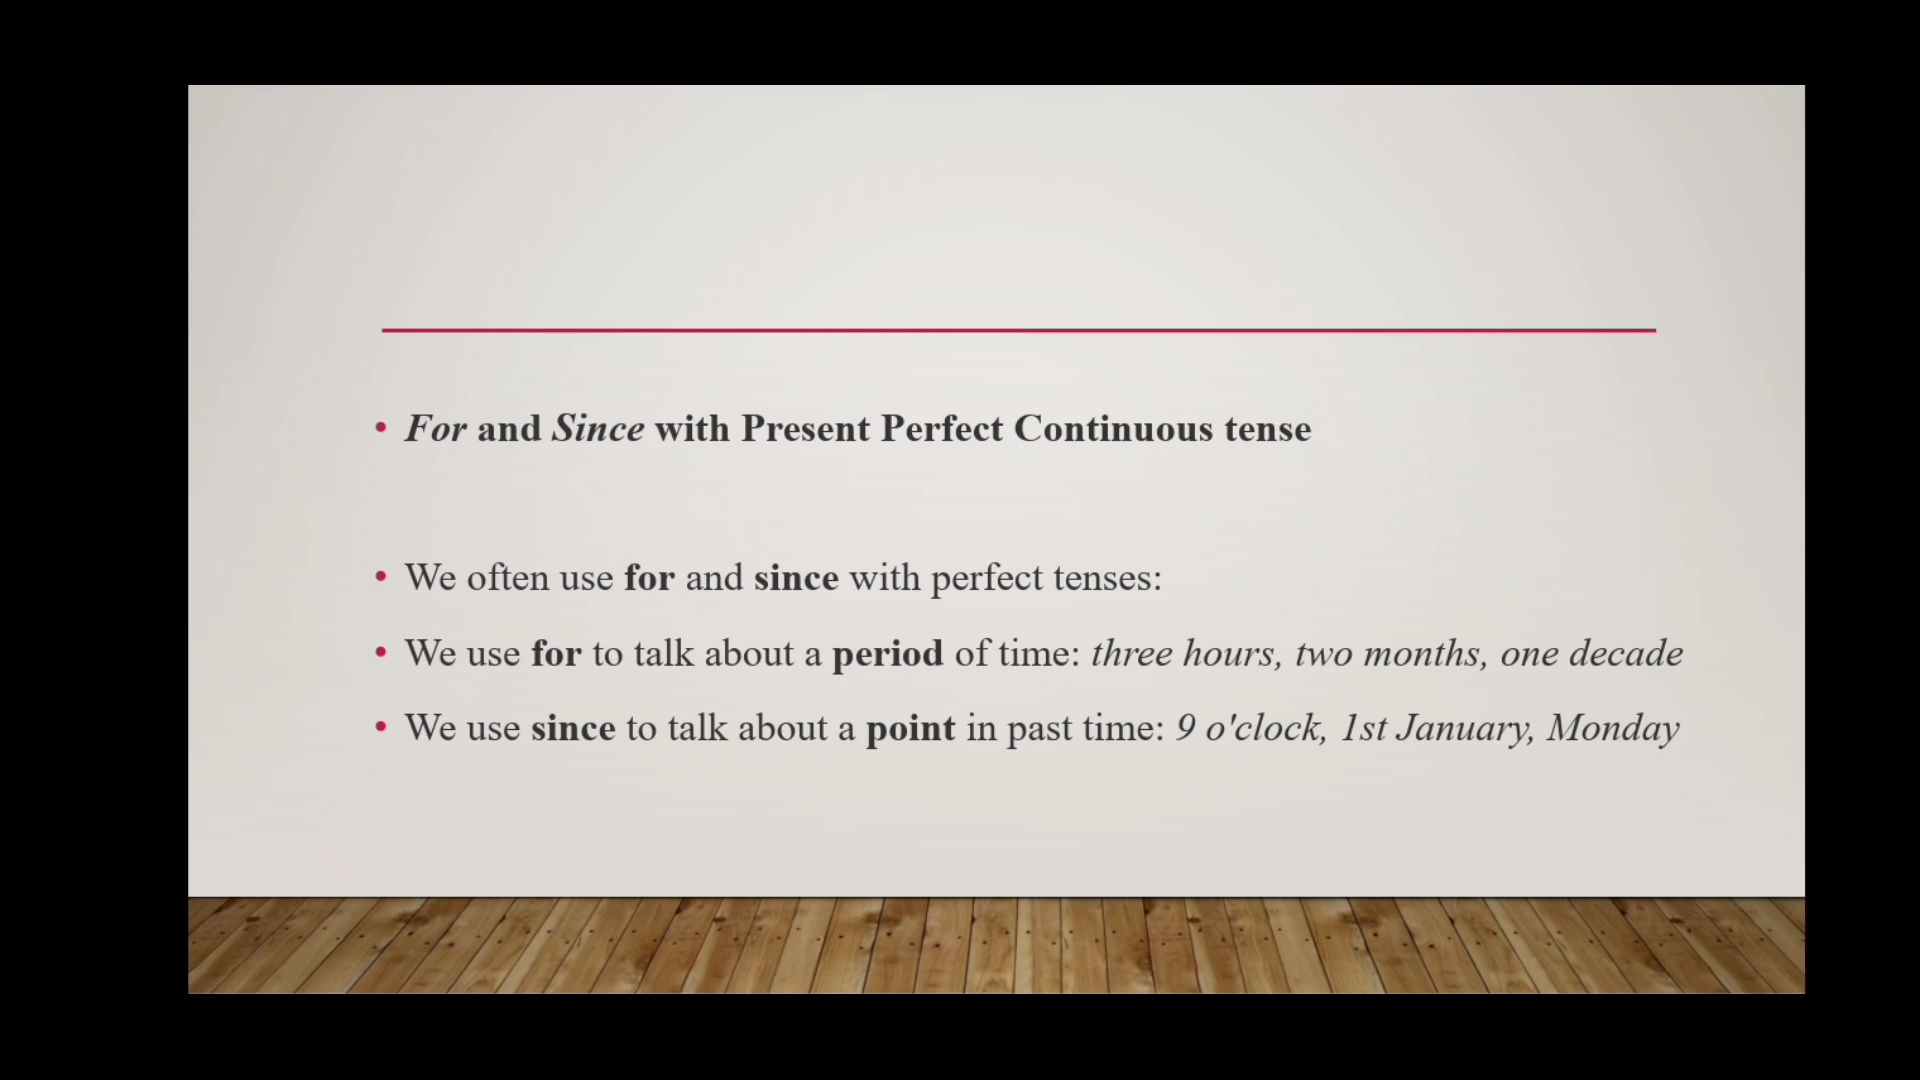 • For and Since with Present Perfect Continuous tense
• We often use for and since with perfect tenses:
• We use for to talk about a period of time: three hours, two months, one decade
• We use since to talk about a point in past time: 9 o'clock, 1st January, Monday